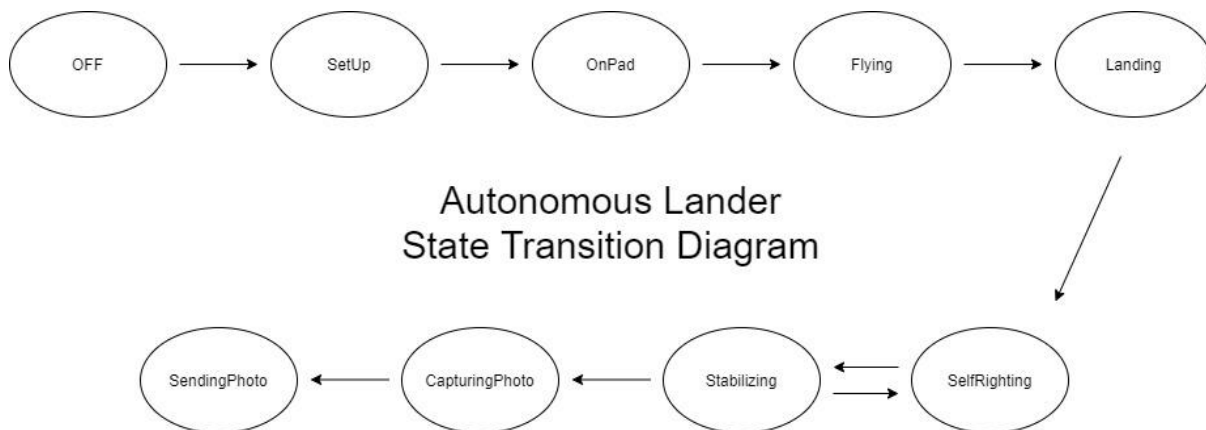 OFF
SetUp
OnPad
Flying
Landing
Autonomous Lander
State Transition Diagram
SendingPhoto
CapturingPhoto
Stabilizing
SelfRighting